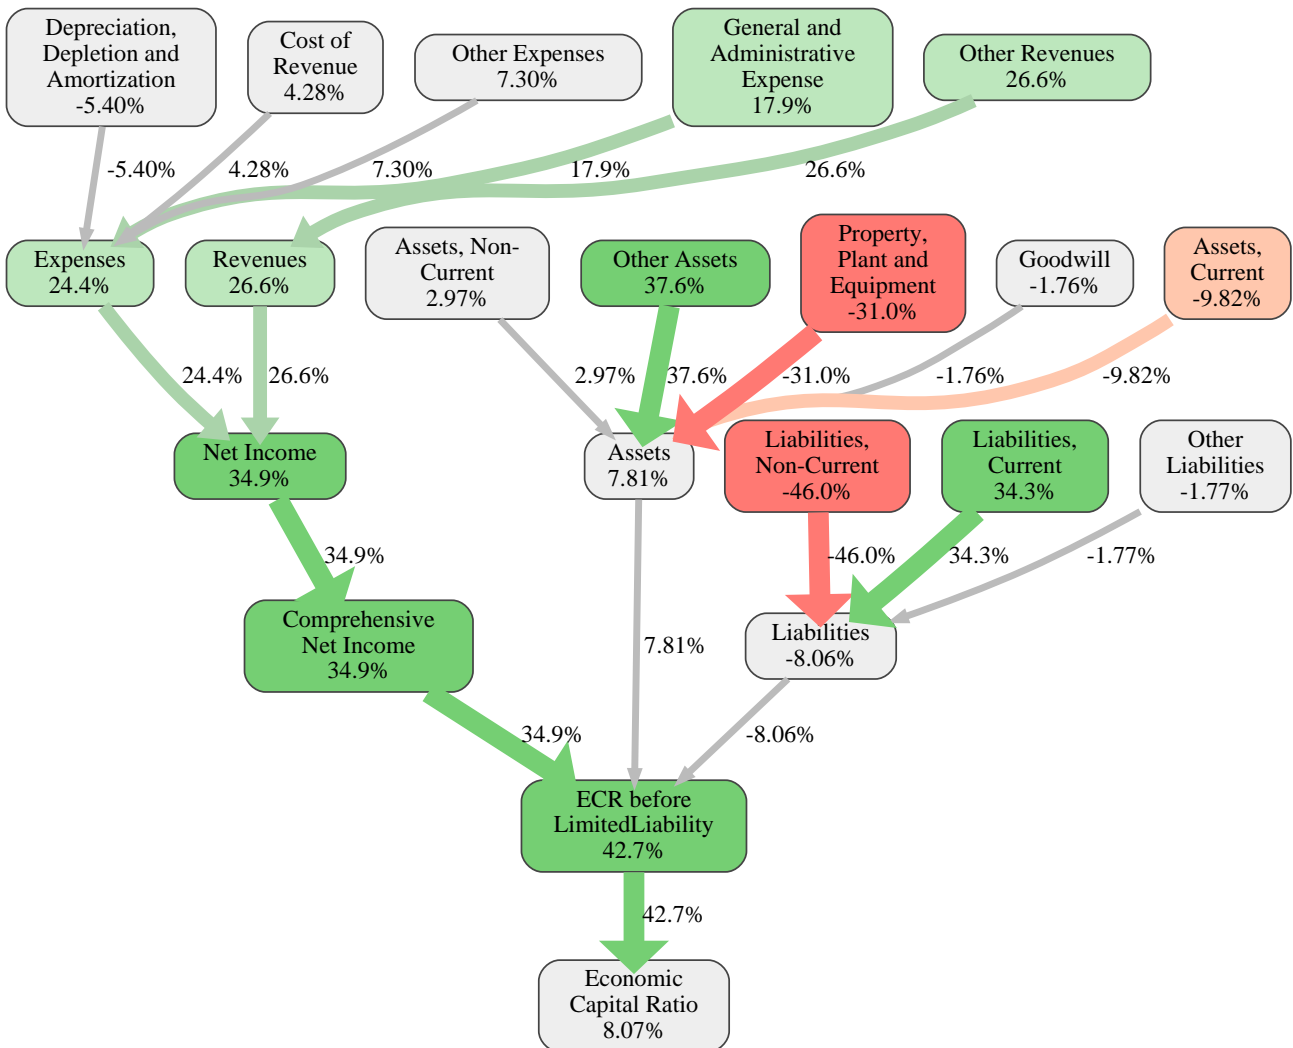 Depreciation,
Depletion and
Amortization
-5.40%
Cost of
Revenue
4.28%
Other Expenses
7.30%
General and
Administrative
Expense
17.9%
Other Revenues
26.6%
-5.40%
4.28%
7.30%
17.9%
26.6%
Expenses
24.4%
Revenues
26.6%
Assets, Non-
Current
2.97%
Other Assets
37.6%
Property,
Plant and
Equipment
-31.0%
Goodwill
-1.76%
Assets,
Current
-9.82%
24.4%
26.6%
2.97%
37.6%
-31.0%
-1.76%
-9.82%
Net Income
34.9%
Assets
7.81%
Liabilities,
Non-Current
-46.0%
Liabilities,
Current
34.3%
Other
Liabilities
-1.77%
34.9%
-46.0%
34.3%
-1.77%
Comprehensive
Net Income
34.9%
7.81%
Liabilities
-8.06%
34.9%
-8.06%
ECR before
LimitedLiability
42.7%
42.7%
Economic
Capital Ratio
8.07%